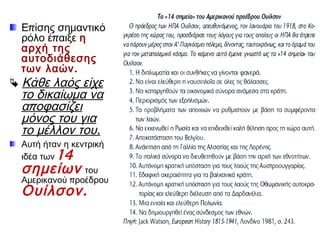 Επίσης σημαντικό
ρόλο έπαιξε η
αρχή της
αυτοδιάθεσης
των λαών.
Κάθε λαός είχε
το δικαίωμα να
αποφασίζει
μόνος του για
το μέλλον του.
Αυτή ήταν η κεντρική
ιδέα των 14
σημείων του
Αμερικανού προέδρου
Ουίλσον.
Τα «14 σημεία» του Αμερικανού προέδρου Ουίλσον
Ο πρόεδρος των ΗΠΑ, Ουίλσον, απευθυνόμενος, τον Ιανουάριο του 1918, στο Κο-
γκρέσο της χώρας του, προσδιόρισε τους λόγους για τους οποίους οι ΗΠΑ θα έπρεπε
να πάρουν μέρος στον Α' Παγκόσμιο πόλεμο, δίνοντας, ταυτοχρόνως, και το όραμά του
για τον μεταπολεμικό κόσμο. Το κείμενο αυτό έμεινε γνωστό ως τα «14 σημεία» του
Ουίλσον.
1. Η διπλωματία και οι συνθήκες να γίνονται φανερά.
2. Να είναι ελεύθερη η ναυσιπλοΐα σε όλες τις θάλασσες.
3. Να καταργηθούν τα οικονομικά σύνορα ανάμεσα στα κράτη.
4. Περιορισμός των εξοπλισμών.
5. Τα προβλήματα των αποικιών να ρυθμιστούν με βάση τα συμφέροντα
των λαών.
6. Να εκκενωθεί η Ρωσία και να επιδειχθεί καλή θέληση προς τη χώρα αυτή.
7. Αποκατάσταση του Βελγίου.
8. Ανάκτηση από τη Γαλλία της Αλσατίας και της Λορένης.
9. Τα ιταλικά σύνορα να διευθετηθούν με βάση την αρχή των εθνοτήτων.
10. Αυτόνομη κρατική υπόσταση για τους λαούς της Αυστροουγγαρίας.
11. Εδαφική ακεραιότητα για τα βαλκανικά κράτη.
12. Αυτόνομη κρατική υπόσταση για τους λαούς της Οθωμανικής αυτοκρα-
τορίας και ελεύθερη διέλευση από τα Δαρδανέλια.
13. Μια ενιαία και ελεύθερη Πολωνία.
14. Να δημιουργηθεί ένας σύνδεσμος των εθνών.
Πηγή: Jack Watson, European History 1815-1941, Λονδίνο 1981, σ. 243.